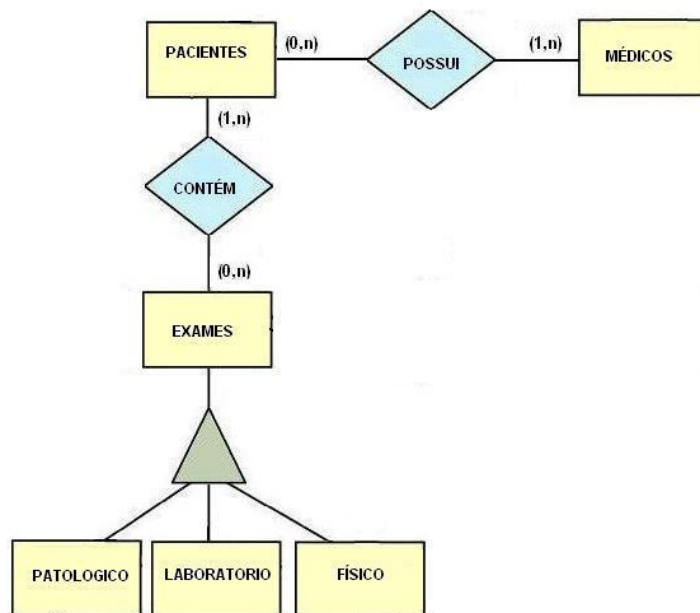 PACIENTES
(0,n)
POSSUI
(1,n)
MÉDICOS
(1,n)
CONTÉM
(0,n)
EXAMES
PATOLOGICO
LABORATORIO
FÍSICO